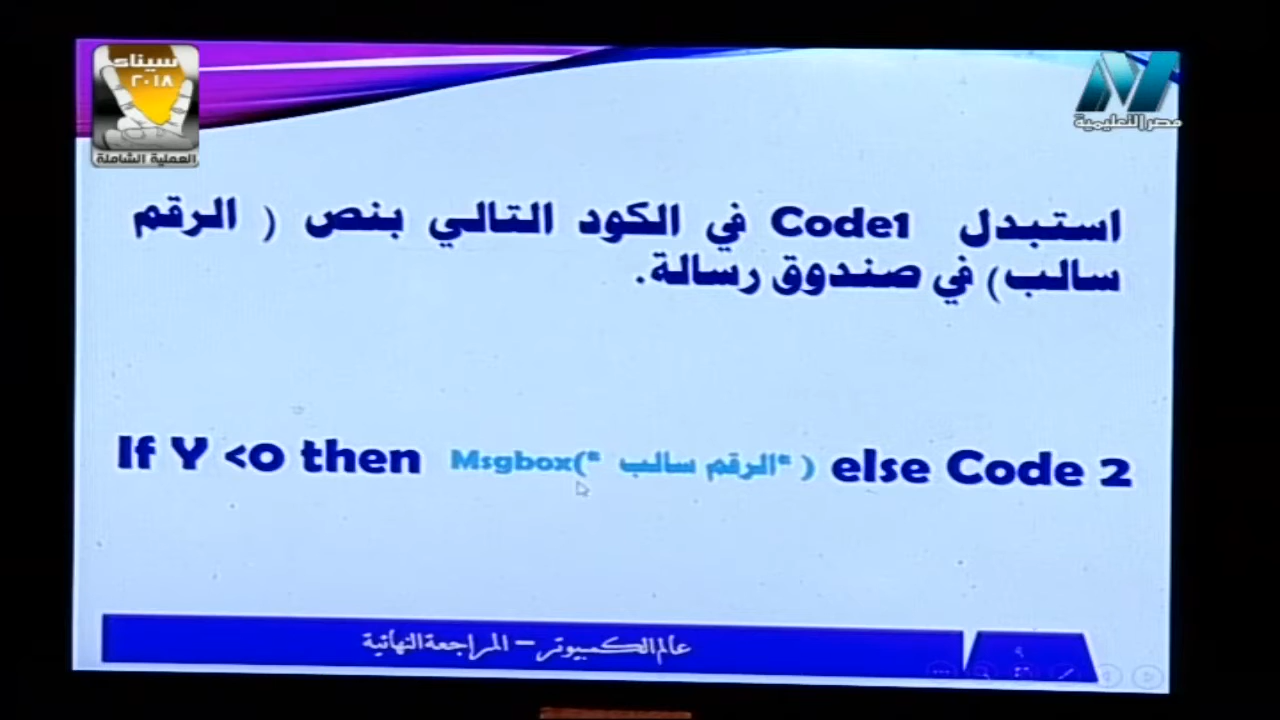 سيناء
٢٠١٨
العملية الشاملة
مصر التعليمية
استبدل Code1 في الكود التالي بنص ( الرقم
سالب) في صندوق رسالة.
If Y <0 then Msgbox(" الرقم سالب" ) else Code 2
عالم الكمبيوتر – المراجعة النهائية
٩